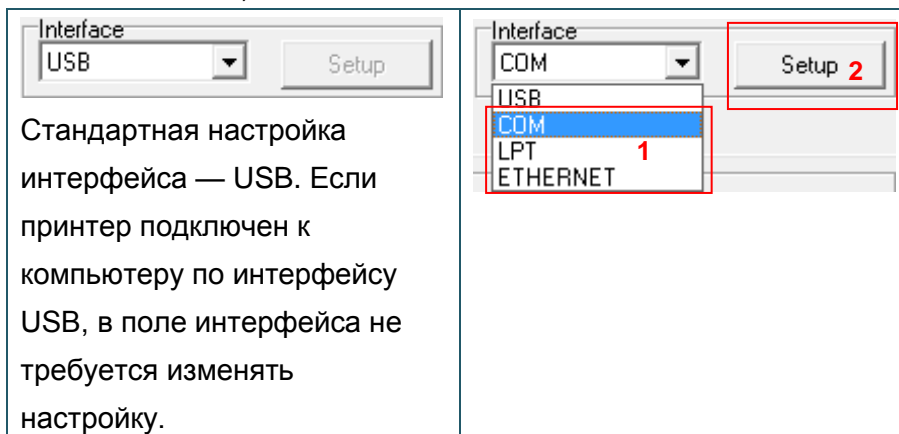 Interface
USB
Setup
Стандартная настройка
интерфейса — USB. Если
принтер подключен к
компьютеру по интерфейсу
USB, в поле интерфейса не
требуется изменять
настройку.
Interface
COM
Setup 2
USB
COM
LPT 1
ETHERNET